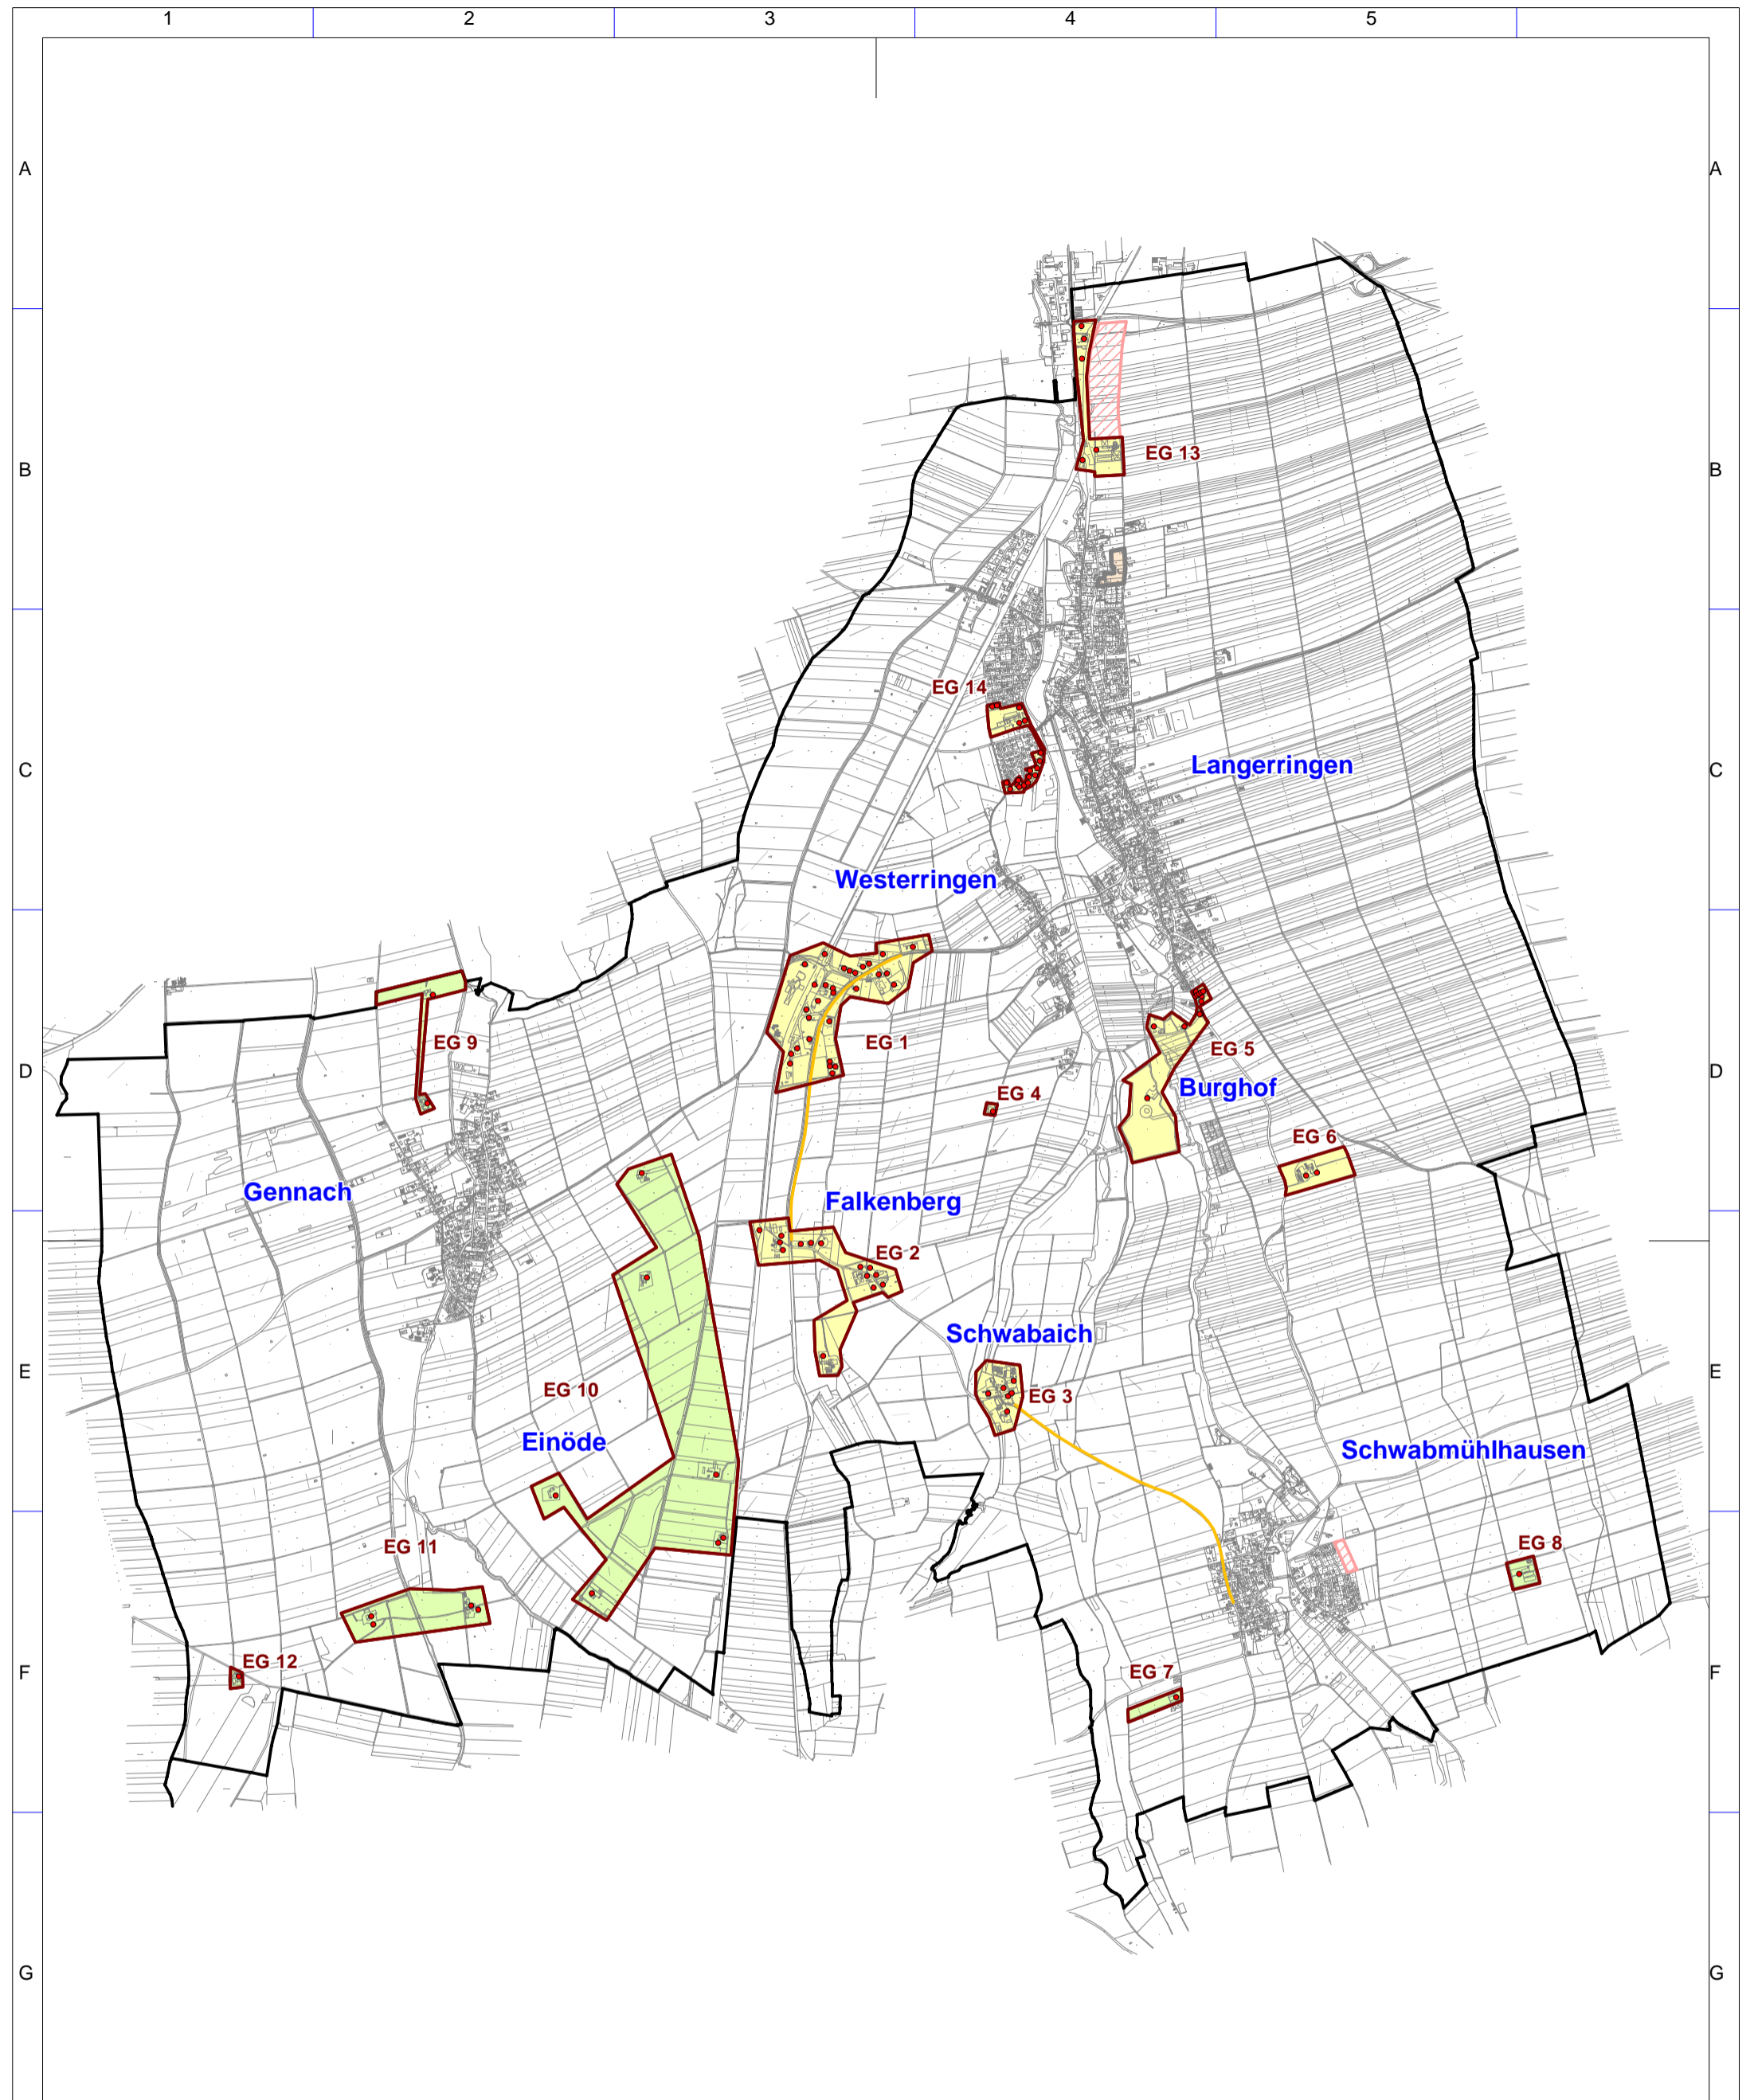 1 2 3 4 5
A A
B B
EG 13
EG 14
C C
Langerringen
Westerringen
EG 9
EG 1
EG 5
D D
Burghof
EG 4
EG 6
Gennach
Falkenberg
EG 2
Schwabaich
E E
EG 10
EG 3
Einöde
Schwabmühlhausen
EG 11
EG 8
EG 12
F F
EG 7
G G